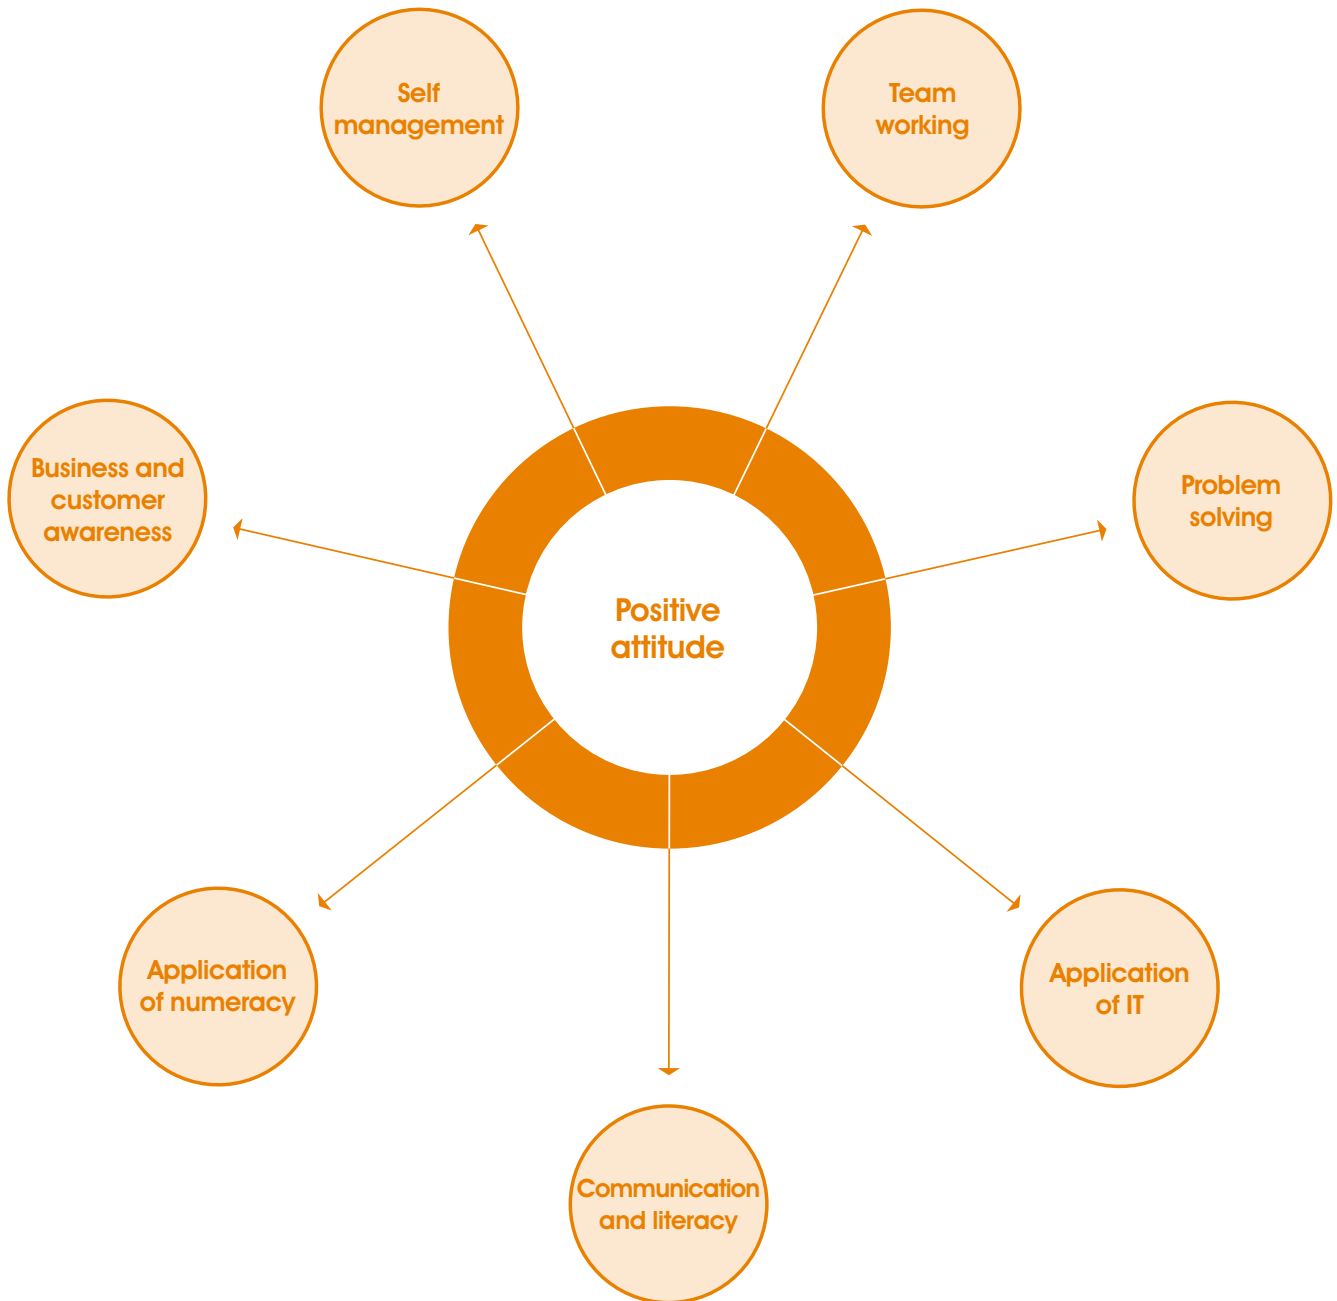 Self
management
Team
working
Business and
customer
awareness
Problem
solving
Positive
attitude
Application
of numeracy
Application
of IT
Communication
and literacy